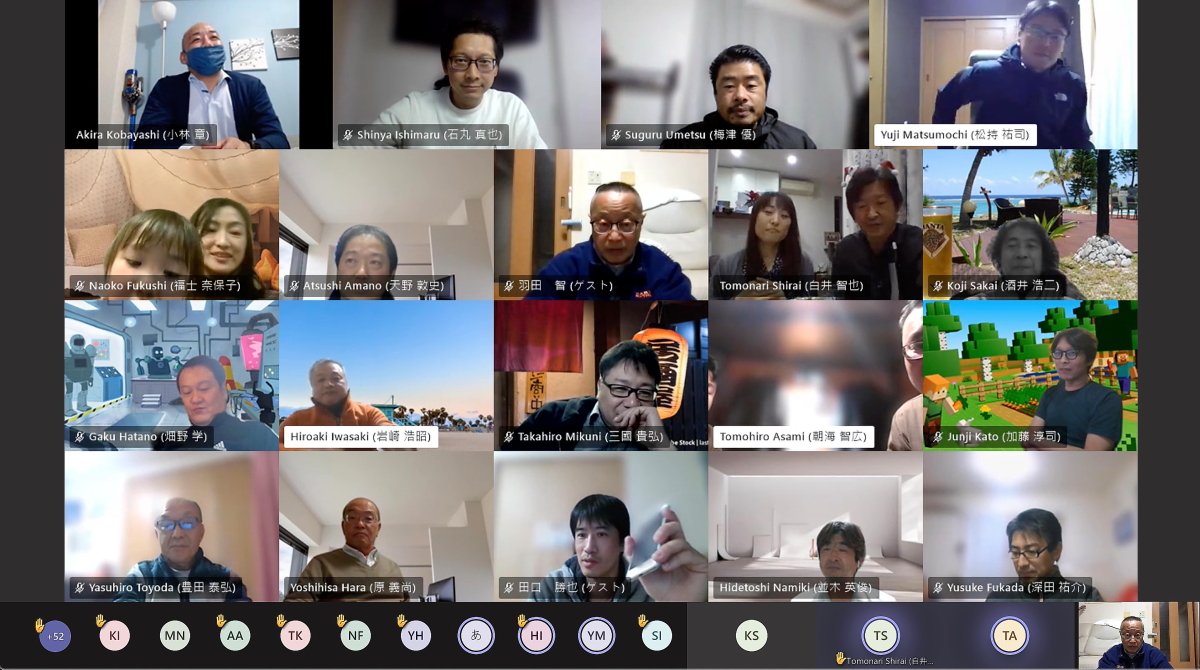 Akira Kobayashi (小林 章)
Shinya Ishimaru (石丸 真也)
Suguru Umetsu (梅津 優)
Yuji Matsumochi (松持 祐司)
Naoko Fukushi (福士 奈保子)
Atsushi Amano (天野 敦史)
羽田　智 (ゲスト)
Tomonari Shirai (白井 智也)
Koji Sakai (酒井 浩二)
Gaku Hatano (畑野 学)
Hiroaki Iwasaki (岩崎 浩昭)
Takahiro Mikuni (三國 貴弘)
Tomohiro Asami (朝海 智広)
Junji Kato (加藤 淳司)
Yasuhiro Toyoda (豊田 泰弘)
Yoshihisa Hara (原 義尚)
田口　勝也 (ゲスト)
Hidetoshi Namiki (並木 英俊)
Yusuke Fukada (深田 祐介)
+52
KI
MN
AA
TK
NF
YH
あ
HI
YM
SI
KS
TS
TA
Tomonari Shirai (白井...